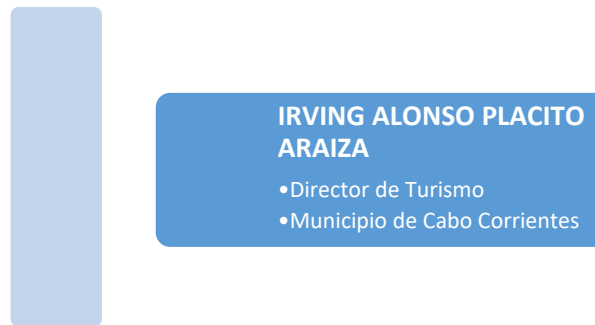 IRVING ALONSO PLACITO
ARAIZA
•Director de Turismo
•Municipio de Cabo Corrientes